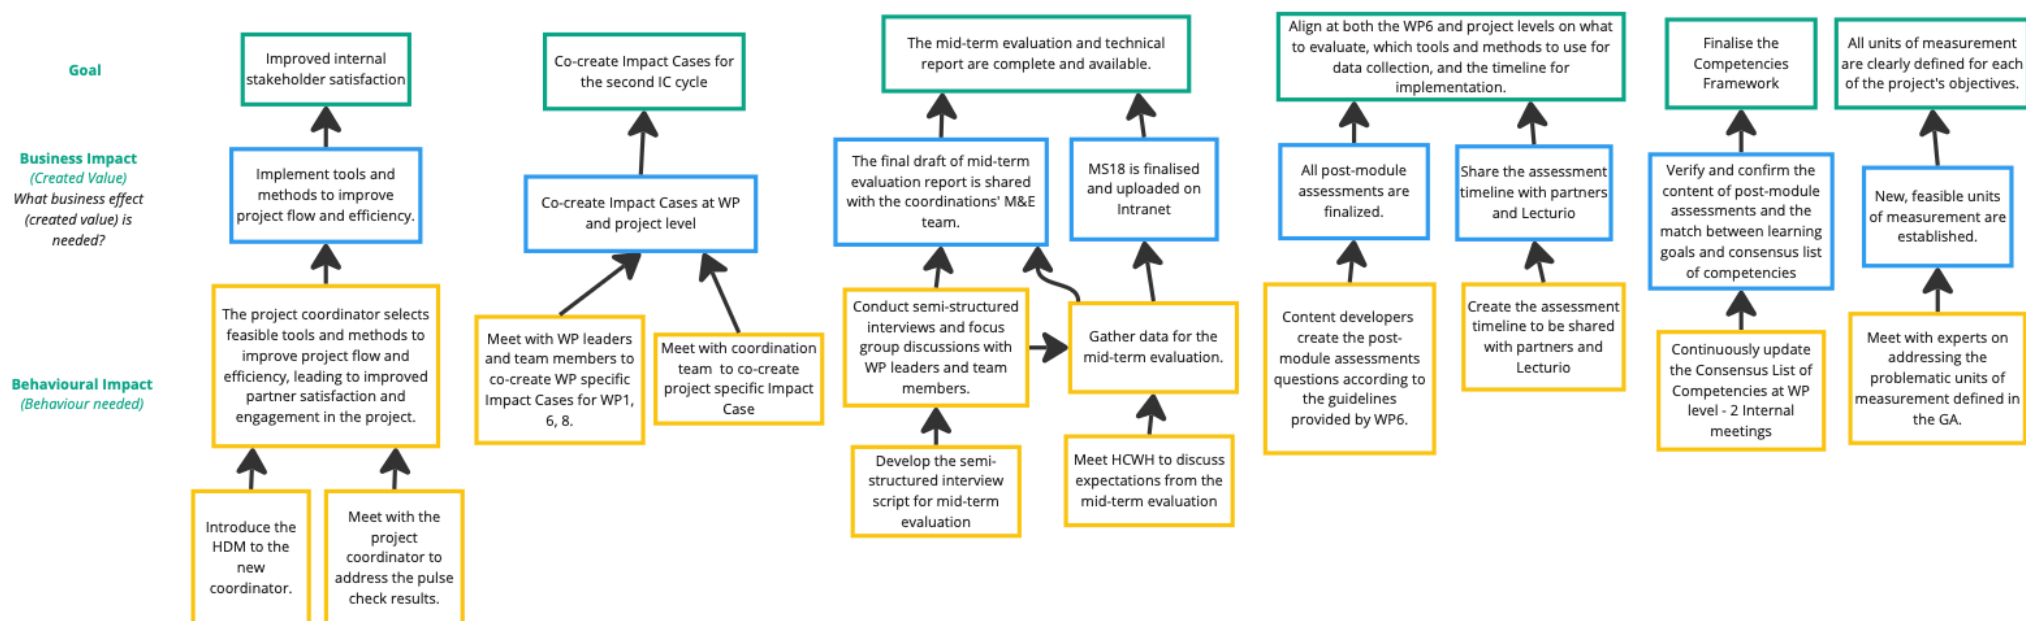 Goal
Improved internal
stakeholder satisfaction
Co-create Impact Cases for
the second IC cycle
The mid-term evaluation and technical
report are complete and available.
Align at both the WP6 and project levels on what
to evaluate, which tools and methods to use for
data collection, and the timeline for
implementation.
Finalise the
Competencies
Framework
All units of measurement
are clearly defined for each
of the project's objectives.
Business Impact
(Created Value)
What business effect
(created value) is
needed?
Implement tools and
methods to improve
project flow and efficiency.
Co-create Impact Cases at WP
and project level
The final draft of mid-term
evaluation report is shared
with the coordinations' M&E
team.
MS18 is finalised
and uploaded on
Intranet
All post-module
assessments are
finalized.
Share the assessment
timeline with partners
and Lecturio
Verify and confirm the
content of post-module
assessments and the
match between learning
goals and consensus list
of competencies
New, feasible units
of measurement are
established.
Behavioural Impact
(Behaviour needed)
The project coordinator selects
feasible tools and methods to
improve project flow and
efficiency, leading to improved
partner satisfaction and
engagement in the project.
Meet with WP leaders
and team members to
co-create WP specific
Impact Cases for WP1,
6, 8.
Meet with coordination
team to co-create
project specific Impact
Case
Conduct semi-structured
interviews and focus
group discussions with
WP leaders and team
members.
Gather data for the
mid-term evaluation.
Content developers
create the post-
module assessments
questions according to
the guidelines
provided by WP6.
Create the assessment
timeline to be shared
with partners and
Lecturio
Continuously update
the Consensus List of
Competencies at WP
level - 2 Internal
meetings
Meet with experts on
addressing the
problematic units of
measurement defined in
the GA.
Introduce the
HDM to the
new
coordinator.
Meet with the
project
coordinator to
address the pulse
check results.
Develop the semi-
structured interview
script for mid-term
evaluation
Meet HCWH to discuss
expectations from the
mid-term evaluation